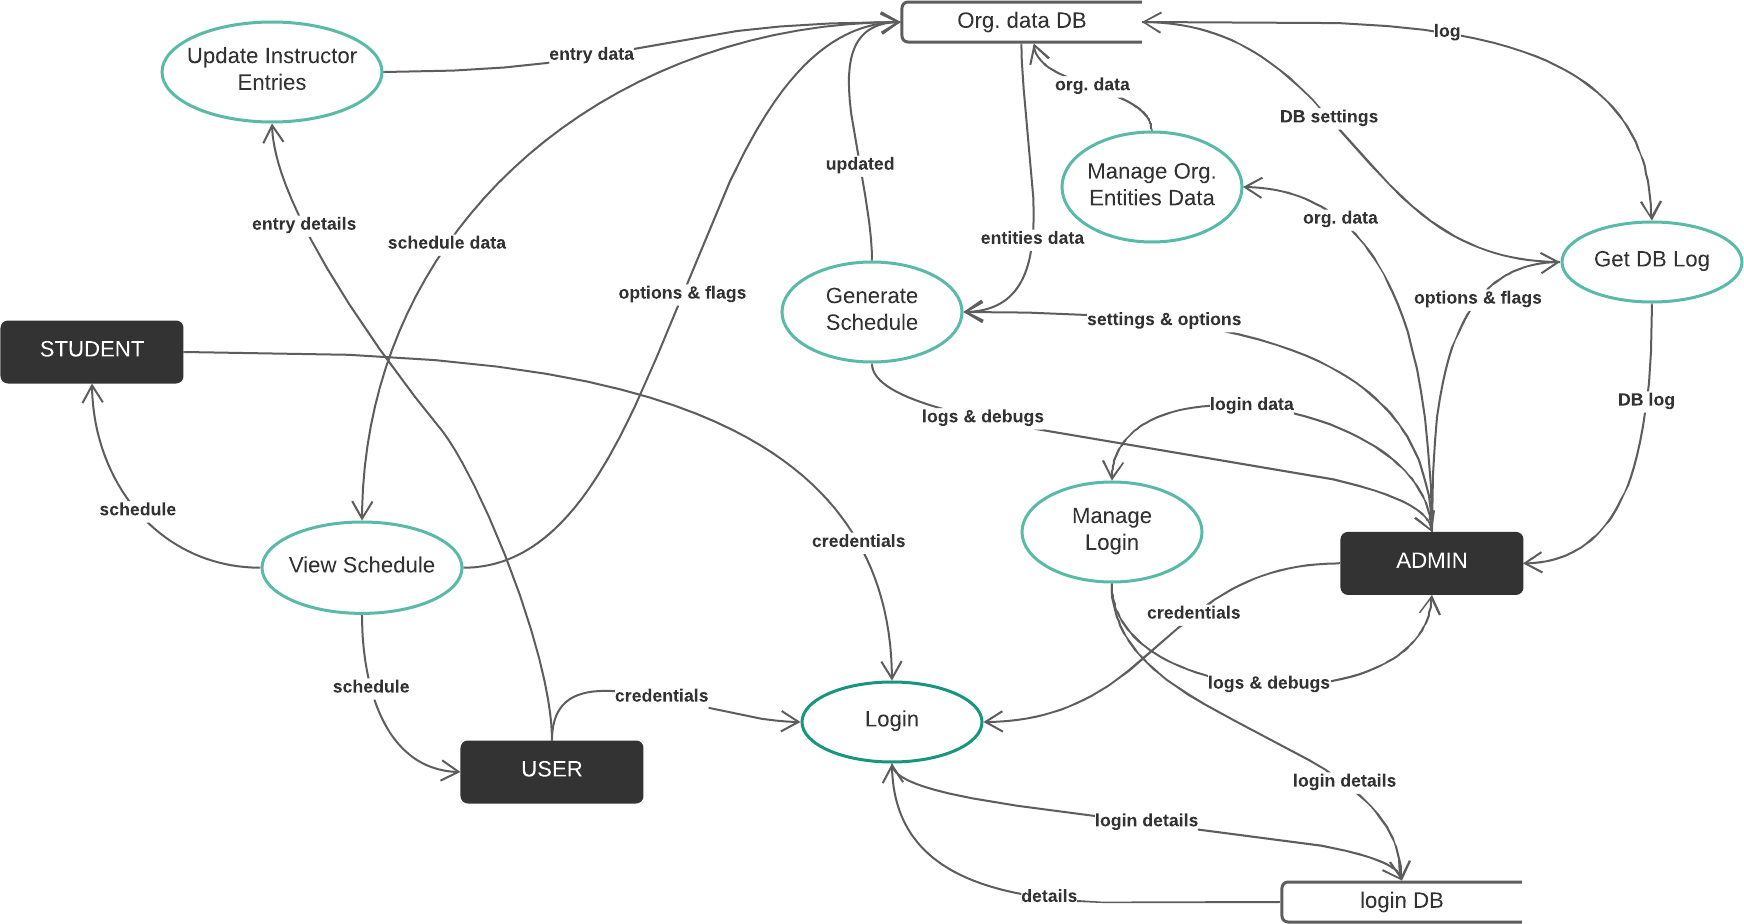 Org. data DB
log
Update Instructor
Entries
entry data
org. data
DB settings
updated
Manage Org.
Entities Data
entry details
schedule data
entities data
org. data
Get DB Log
options & flags
Generate
Schedule
options & flags
settings & options
STUDENT
login data
DB log
logs & debugs
schedule
Manage
Login
credentials
View Schedule
ADMIN
credentials
schedule
credentials
logs & debugs
Login
USER
login details
login details
details
login DB